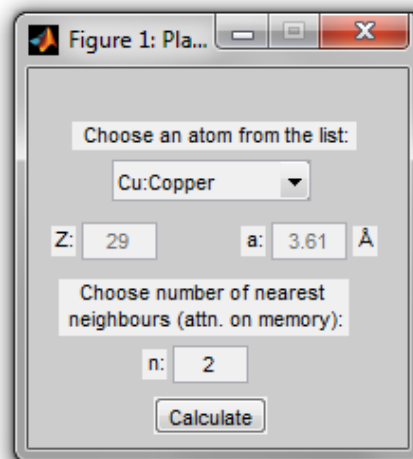 Figure 1: Pla...
Choose an atom from the list:
Cu:Copper
Z: 29 a: 3.61 Å
Choose number of nearest
neighbours (attn. on memory):
n: 2
Calculate